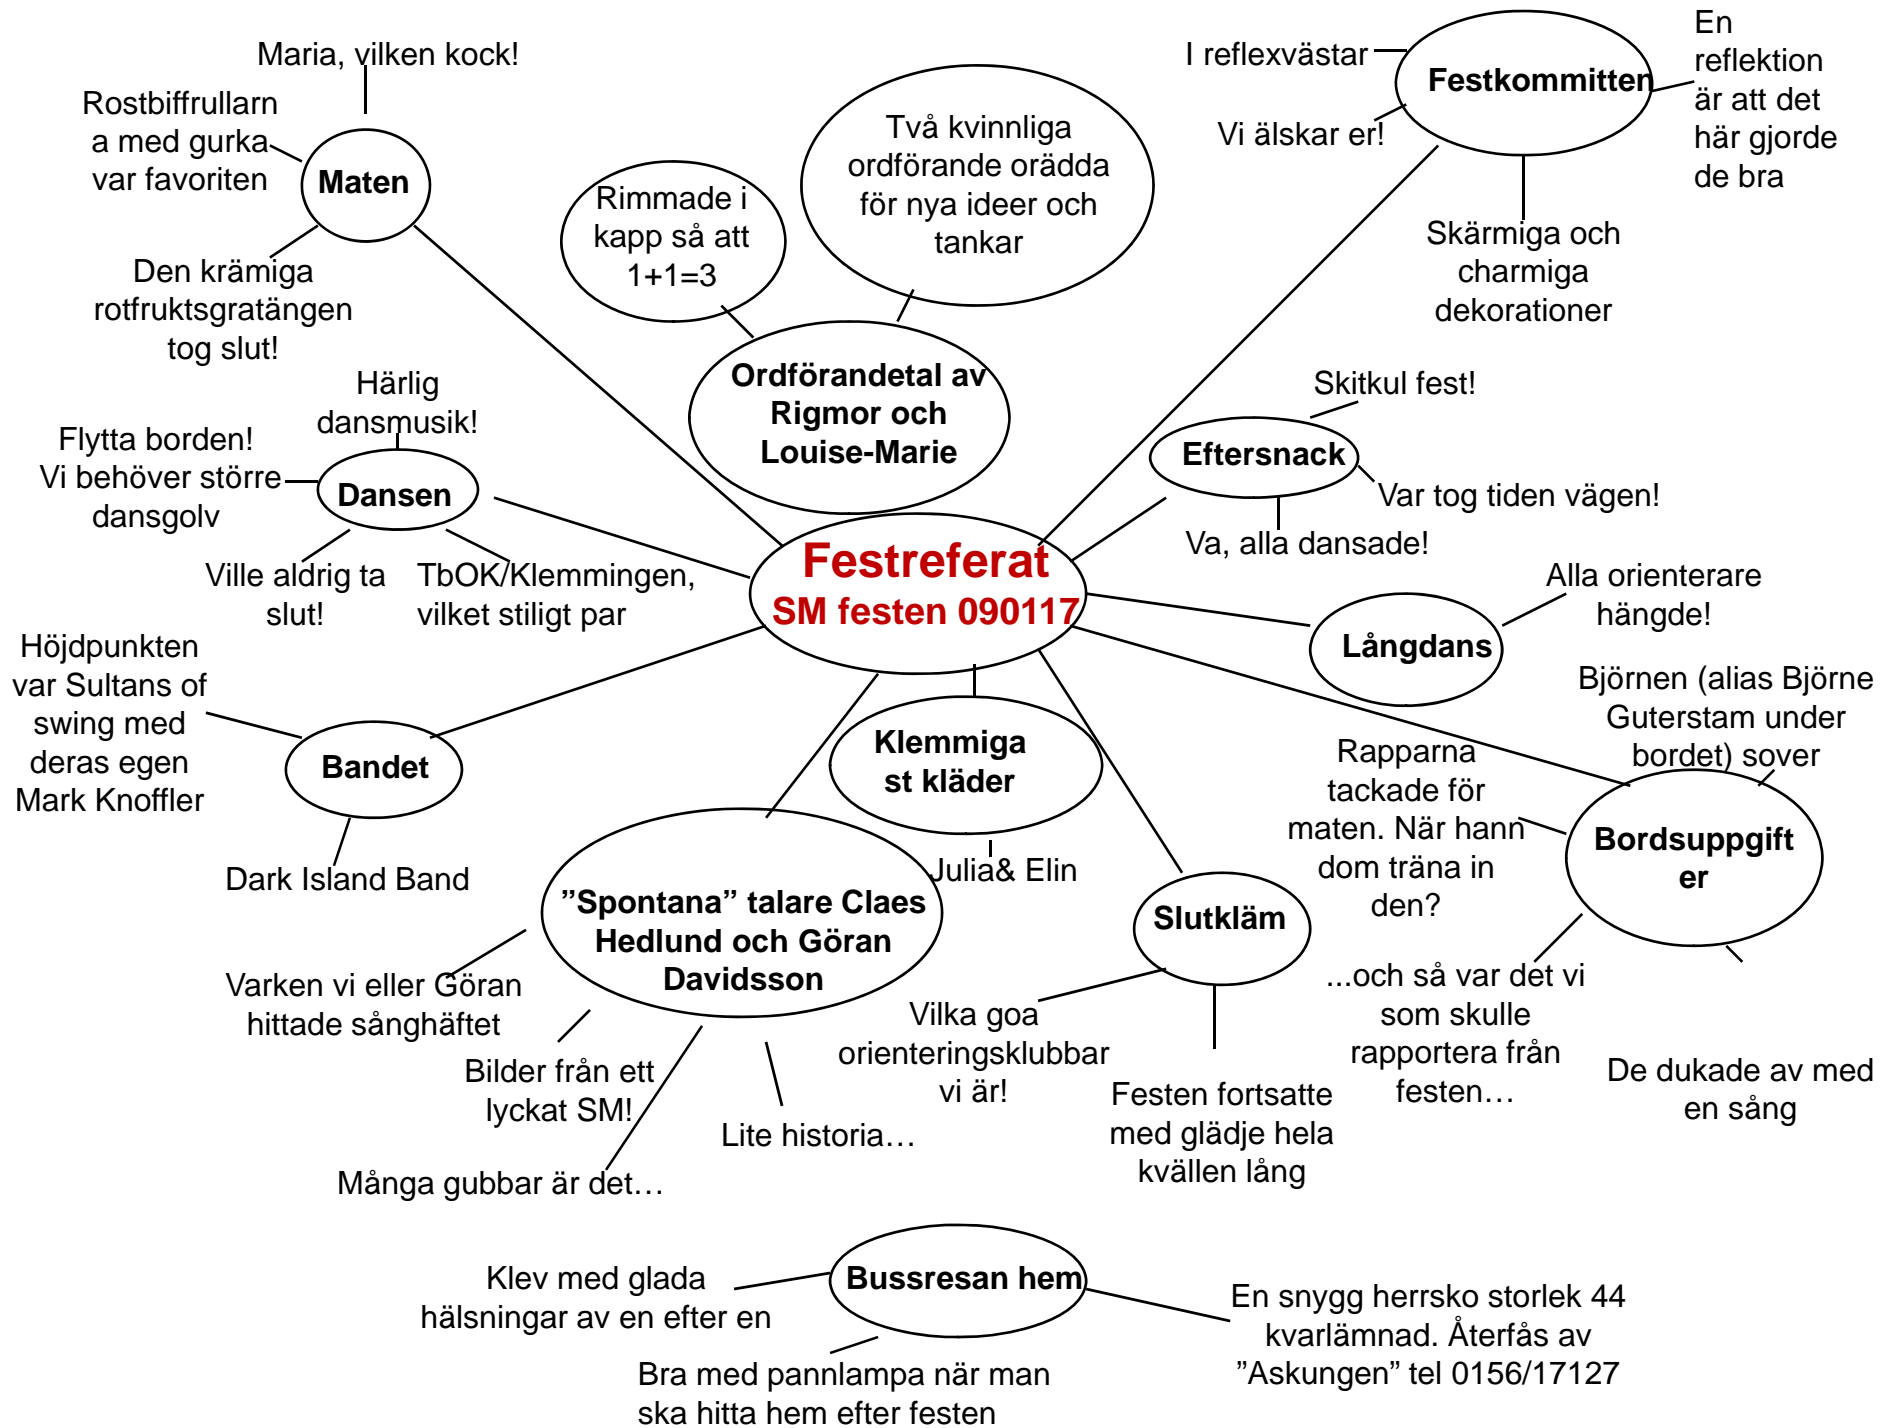 Maria, vilken kock!
Rostbiffrullarn
a med gurka
var favoriten
Maten
Den krämiga
rotfruktsgratängen
tog slut!
Rimmade i
kapp så att
1+1=3
Två kvinnliga
ordförande orädda
för nya ideer och
tankar
Ordförandetal av
Rigmor och
Louise-Marie
I reflexvästar
Festkommitten
Vi älskar er!
En
reflektion
är att det
här gjorde
de bra
Skärmiga och
charmiga
dekorationer
Härlig
dansmusik!
Flytta borden!
Vi behöver större
dansgolv
Dansen
Ville aldrig ta
slut!
TbOK/Klemmingen,
vilket stiligt par
Skitkul fest!
Eftersnack
Var tog tiden vägen!
Va, alla dansade!
Festreferat
SM festen 090117
Alla orienterare
hängde!
Långdans
Höjdpunkten
var Sultans of
swing med
deras egen
Mark Knoffler
Bandet
Dark Island Band
Klemmiga
st kläder
Julia& Elin
Björnen (alias Björne
Guterstam under
bordet) sover
Rapparna
tackade för
maten. När hann
dom träna in
den?
Bordsuppgift
er
...och så var det vi
som skulle
rapportera från
festen…
De dukade av med
en sång
”Spontana” talare Claes
Hedlund och Göran
Davidsson
Varken vi eller Göran
hittade sånghäftet
Bilder från ett
lyckat SM!
Många gubbar är det…
Lite historia…
Slutkläm
Vilka goa
orienteringsklubbar
vi är!
Festen fortsatte
med glädje hela
kvällen lång
Bussresan hem
Klev med glada
hälsningar av en efter en
Bra med pannlampa när man
ska hitta hem efter festen
En snygg herrsko storlek 44
kvarlämnad. Återfås av
”Askungen” tel 0156/17127